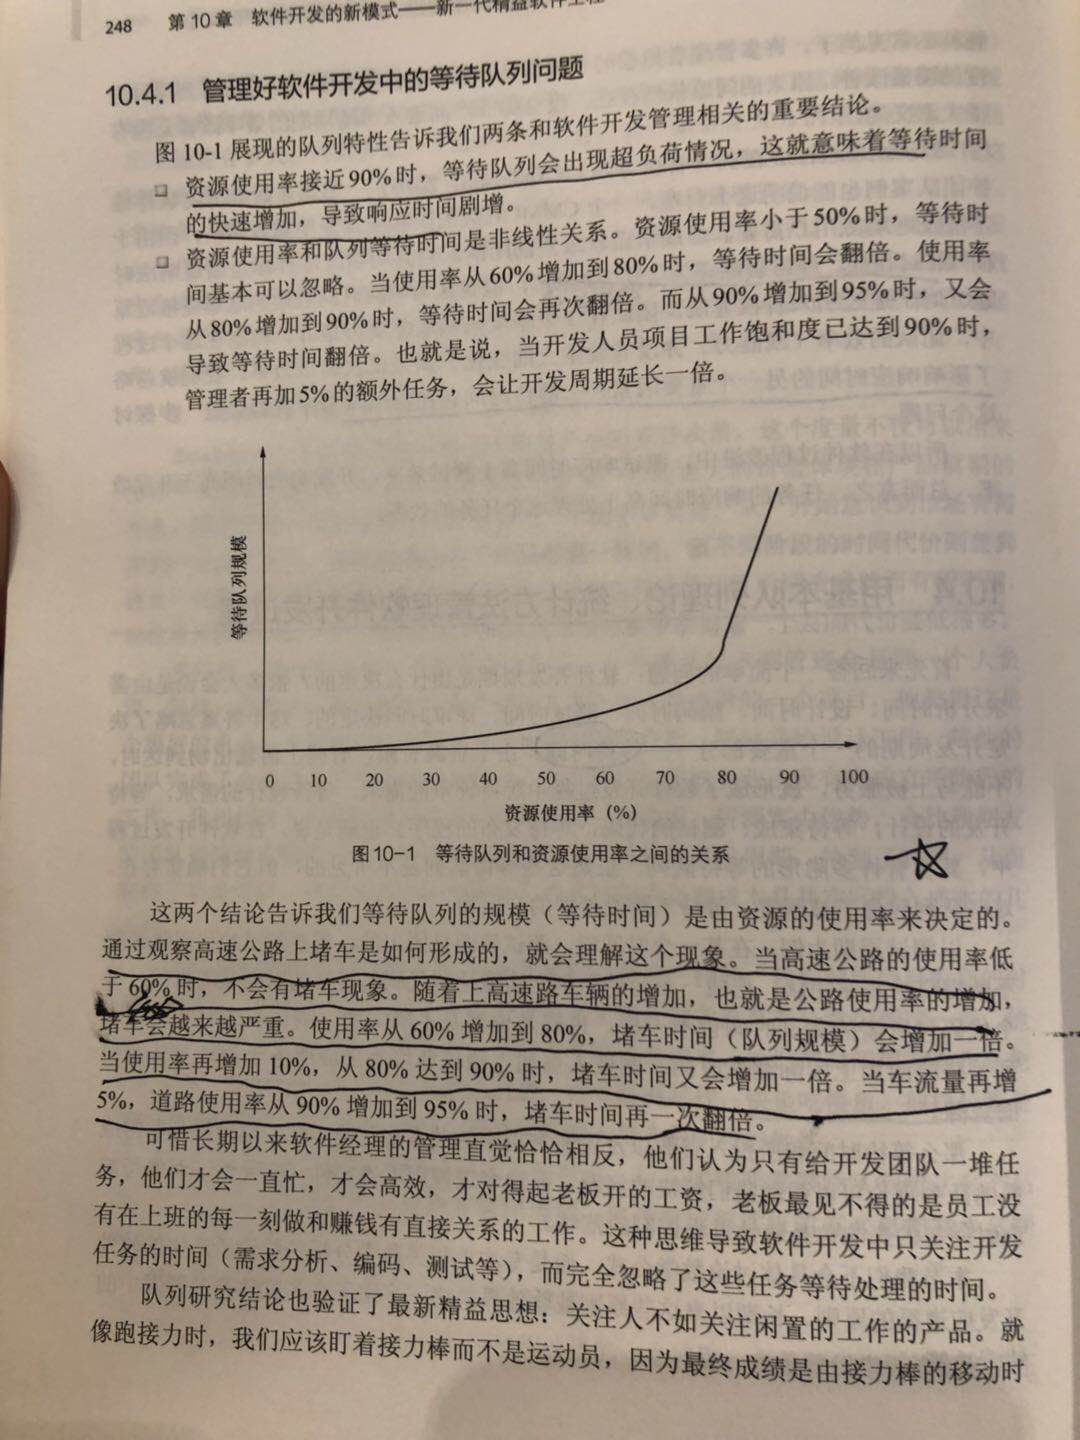 248 第10章 软件开发的新模式——新一代精益软件工程
10.4.1 管理好软件开发中的等待队列问题
图 10-1 展现的队列特性告诉我们两条和软件开发管理相关的重要结论。
资源使用率接近90%时，等待队列会出现超负荷情况，这就意味着等待时间
的快速增加，导致响应时间剧增。
资源使用率和队列等待时间是非线性关系。资源使用率小于50%时，等待时
间基本可以忽略。当使用率从60%增加到80%时，等待时间会翻倍。使用率
从80%增加到90%时，等待时间会再次翻倍。而从90%增加到95%时，又会
导致等待时间翻倍。也就是说，当开发人员项目工作饱和度已达到90%时，
管理者再加5%的额外任务，会让开发周期延长一倍。
等待队列规模
0 10 20 30 40 50 60 70 80 90 100
资源使用率（%）
图10-1 等待队列和资源使用率之间的关系
这两个结论告诉我们等待队列的规模（等待时间）是由资源的使用率来决定的。
通过观察高速公路上堵车是如何形成的，就会理解这个现象。当高速公路的使用率低
于60%时，不会有堵车现象。随着上高速路车辆的增加，也就是公路使用率的增加，
堵车会越来越严重。使用率从 60% 增加到 80%，堵车时间（队列规模）会增加一倍。
当使用率再增加 10%，从 80% 达到 90% 时，堵车时间又会增加一倍。当车流量再增
5%，道路使用率从 90% 增加到 95% 时，堵车时间再一次翻倍。
可惜长期以来软件经理的管理直觉恰恰相反，他们认为只有给开发团队一堆任
务，他们才会一直忙，才会高效，才对得起老板开的工资，老板最见不得的是员工没
有在上班的每一刻做和赚钱有直接关系的工作。这种思维导致软件开发中只关注开发
任务的时间（需求分析、编码、测试等），而完全忽略了这些任务等待处理的时间。
队列研究结论也验证了最新精益思想：关注人不如关注闲置的工作的产品。就
像跑接力时，我们应该盯着接力棒而不是运动员，因为最终成绩是由接力棒的移动时